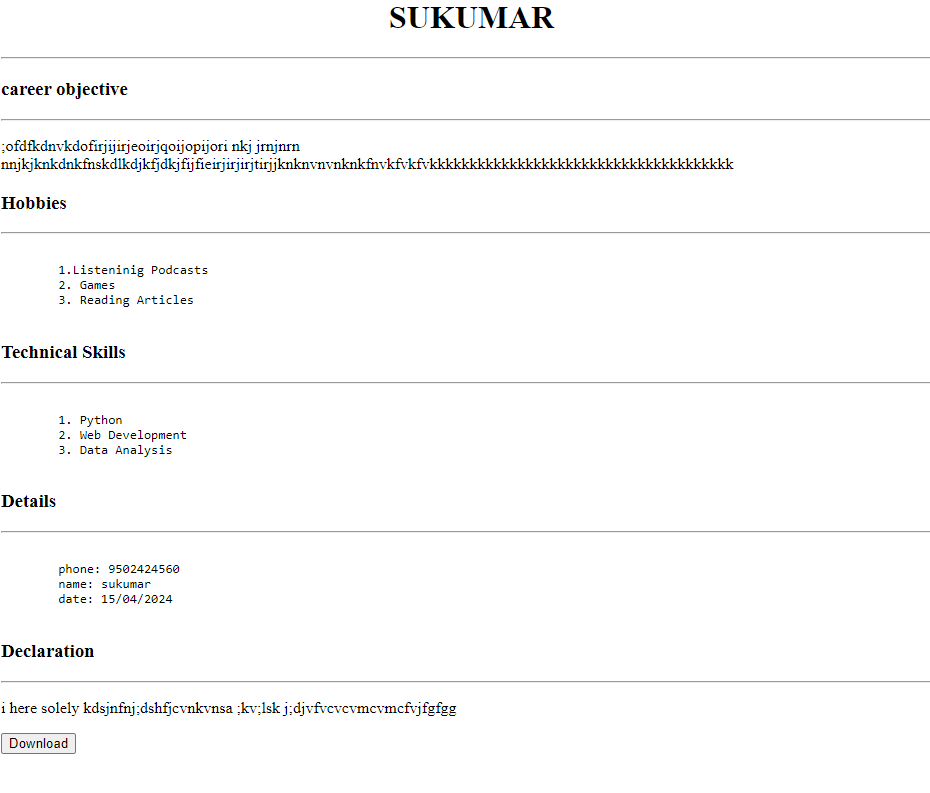 SUKUMAR
career objective
;ofdfkdnvkdofirjijirjeoirjqoijopijori nkj jrnjnrn
nnjkjknkdnkfnskdlkdjkfjdkjfijfieirjirjirjtirjjknknvnvnknkfnvkfvkfvkkkkkkkkkkkkkkkkkkkkkkkkkkkkkkkkkkkkkk
Hobbies
1.Listeninig Podcasts
2. Games
3. Reading Articles
Technical Skills
1. Python
2. Web Development
3. Data Analysis
Details
phone: 9502424560
name: sukumar
date: 15/04/2024
Declaration
i here solely kdsjnfnj;dshfjcvnkvnsa ;kv;lsk j;djvfvcvcvmcvmcfvjfgfgg
Download